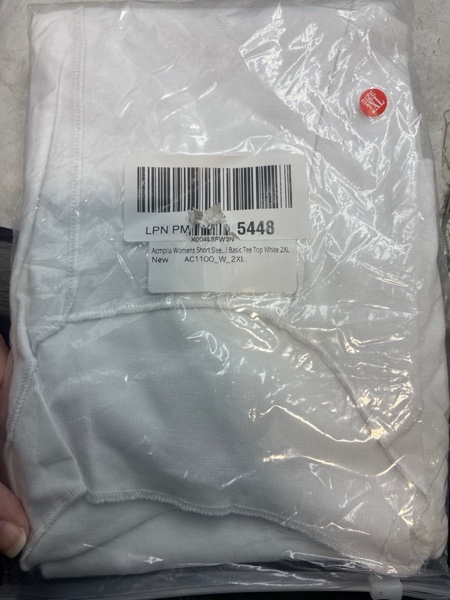 LPN PM
5448
X004L8FW3N
Acmplia Womens Short Slee...l Basic Tee Top White 2XL
New AC1100_W_2XL